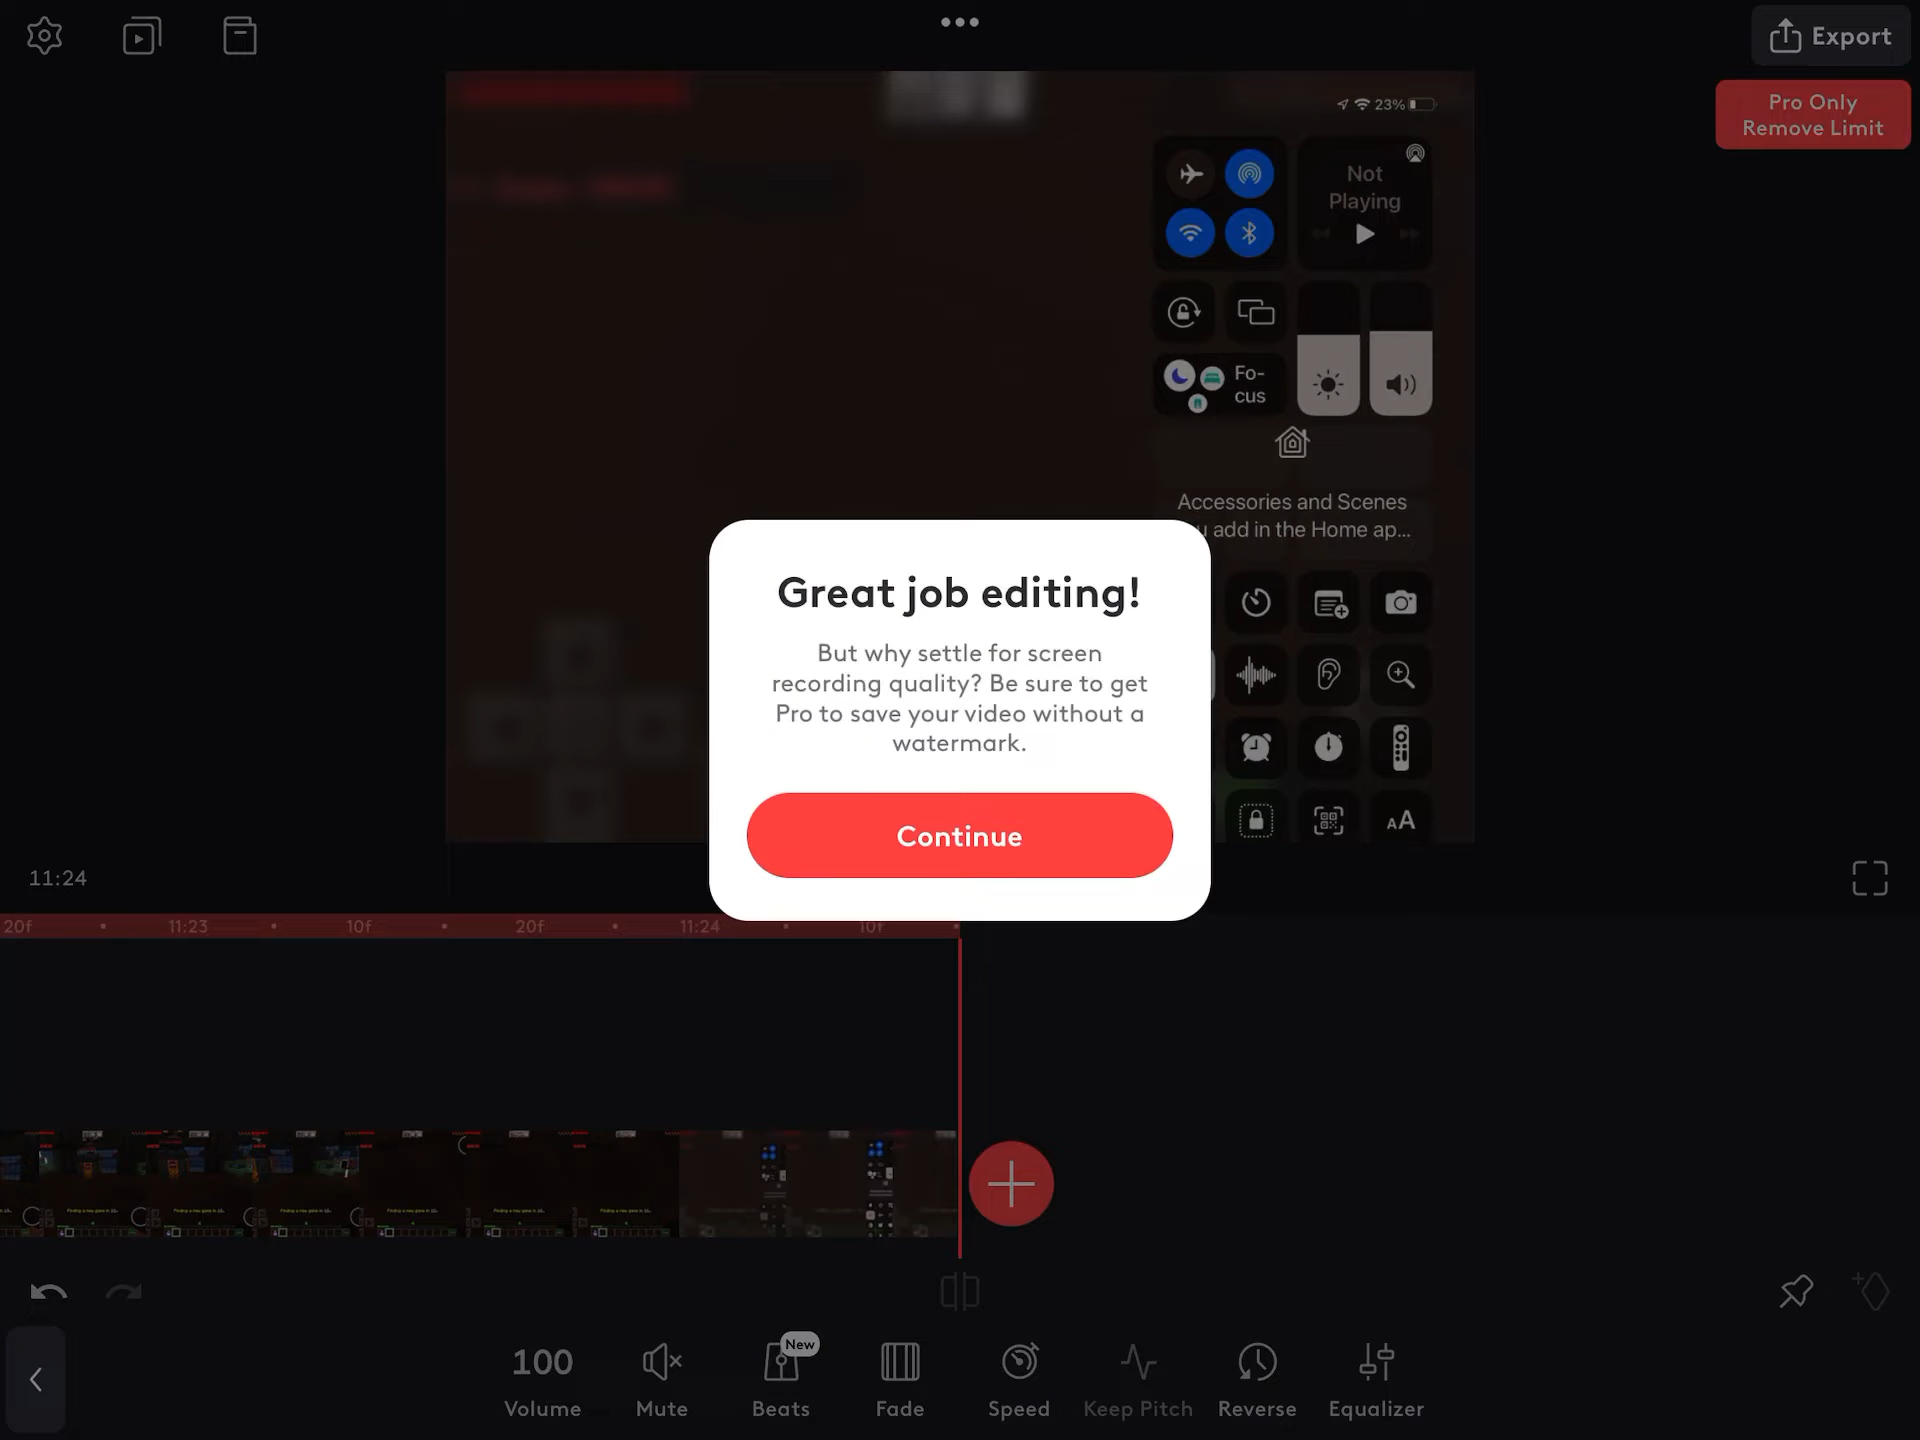 Export
Pro Only
Remove Limit
23%
Not
Playing
Fo-
cus
Accessories and Scenes
add in the Home ap...
Great job editing!
But why settle for screen
recording quality? Be sure to get
Pro to save your video without a
watermark.
Continue
AA
11:24
20f
11:23
10f
20f
11:24
10f
New
100
Volume
Mute
Beats
Fade
Speed
Keep Pitch
Reverse
Equalizer